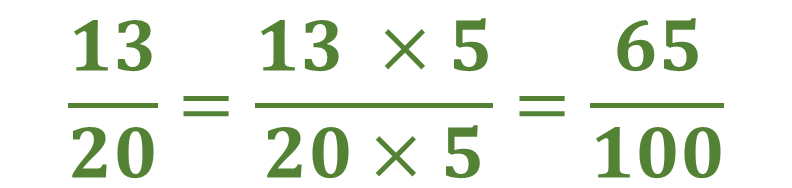 13/20 = 13 × 5/20 × 5 = 65/100